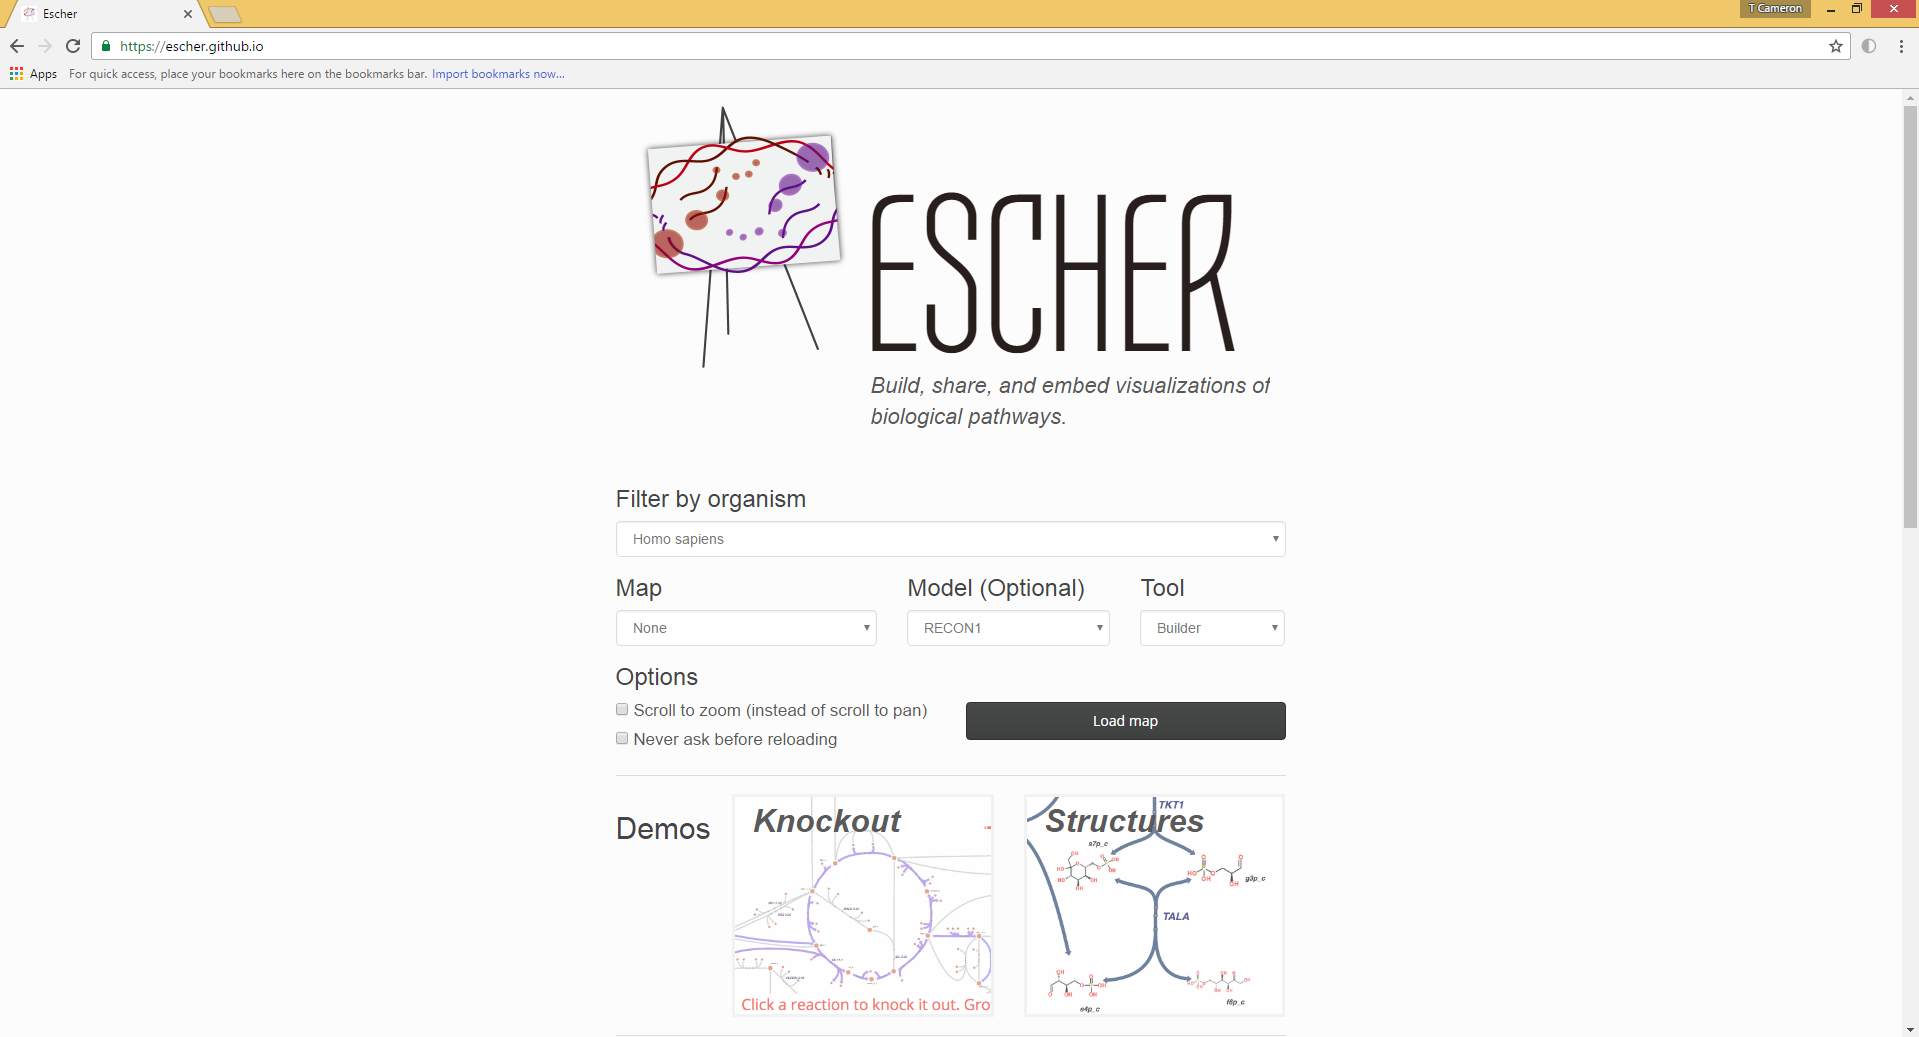 Escher
T Cameron
https://escher.github.io
Apps For quick access, place your bookmarks here on the bookmarks bar. Import bookmarks now...
ESCHER
Build, share, and embed visualizations of
biological pathways.
Filter by organism
Homo sapiens
Map Model (Optional) Tool
None RECON1 Builder
Options
Scroll to zoom (instead of scroll to pan)
Load map
Never ask before reloading
Demos
Knockout
Click a reaction to knock it out. Gro
TKT1
Structures
s7p_c
g3p_c
TALA
e4p_c
f6p_c